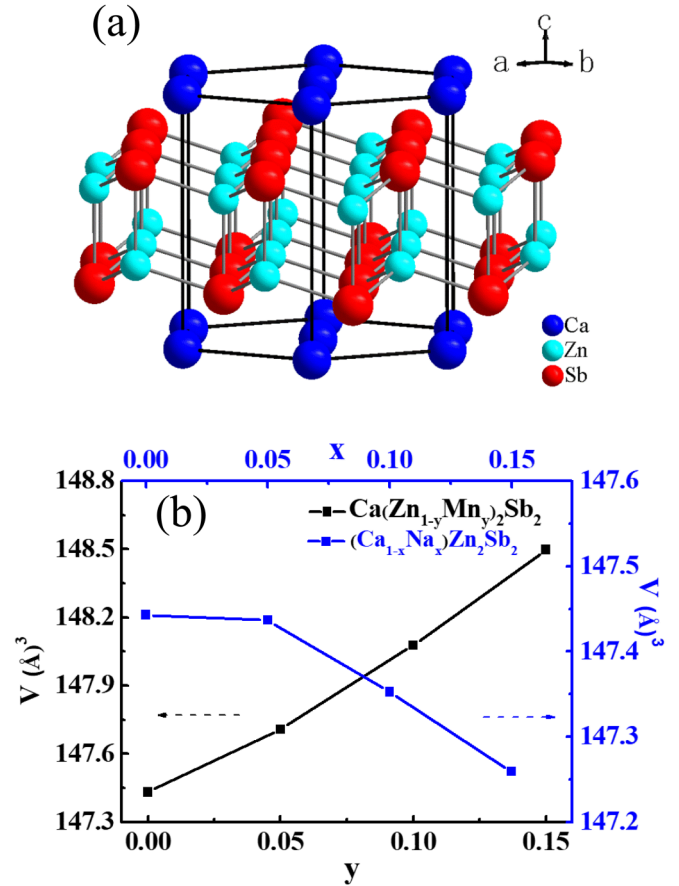 (a)
c
a b
Ca
Zn
Sb
x
0.00 0.05 0.10 0.15
(b)
Ca(Zn1-yMny)2Sb2
(Ca1-xNax)Zn2Sb2
148.8
148.5
148.2
147.9
147.6
147.3
V (Å)3
147.6
147.5
147.4
147.3
147.2
V (Å)3
0.00 0.05 0.10 0.15
y